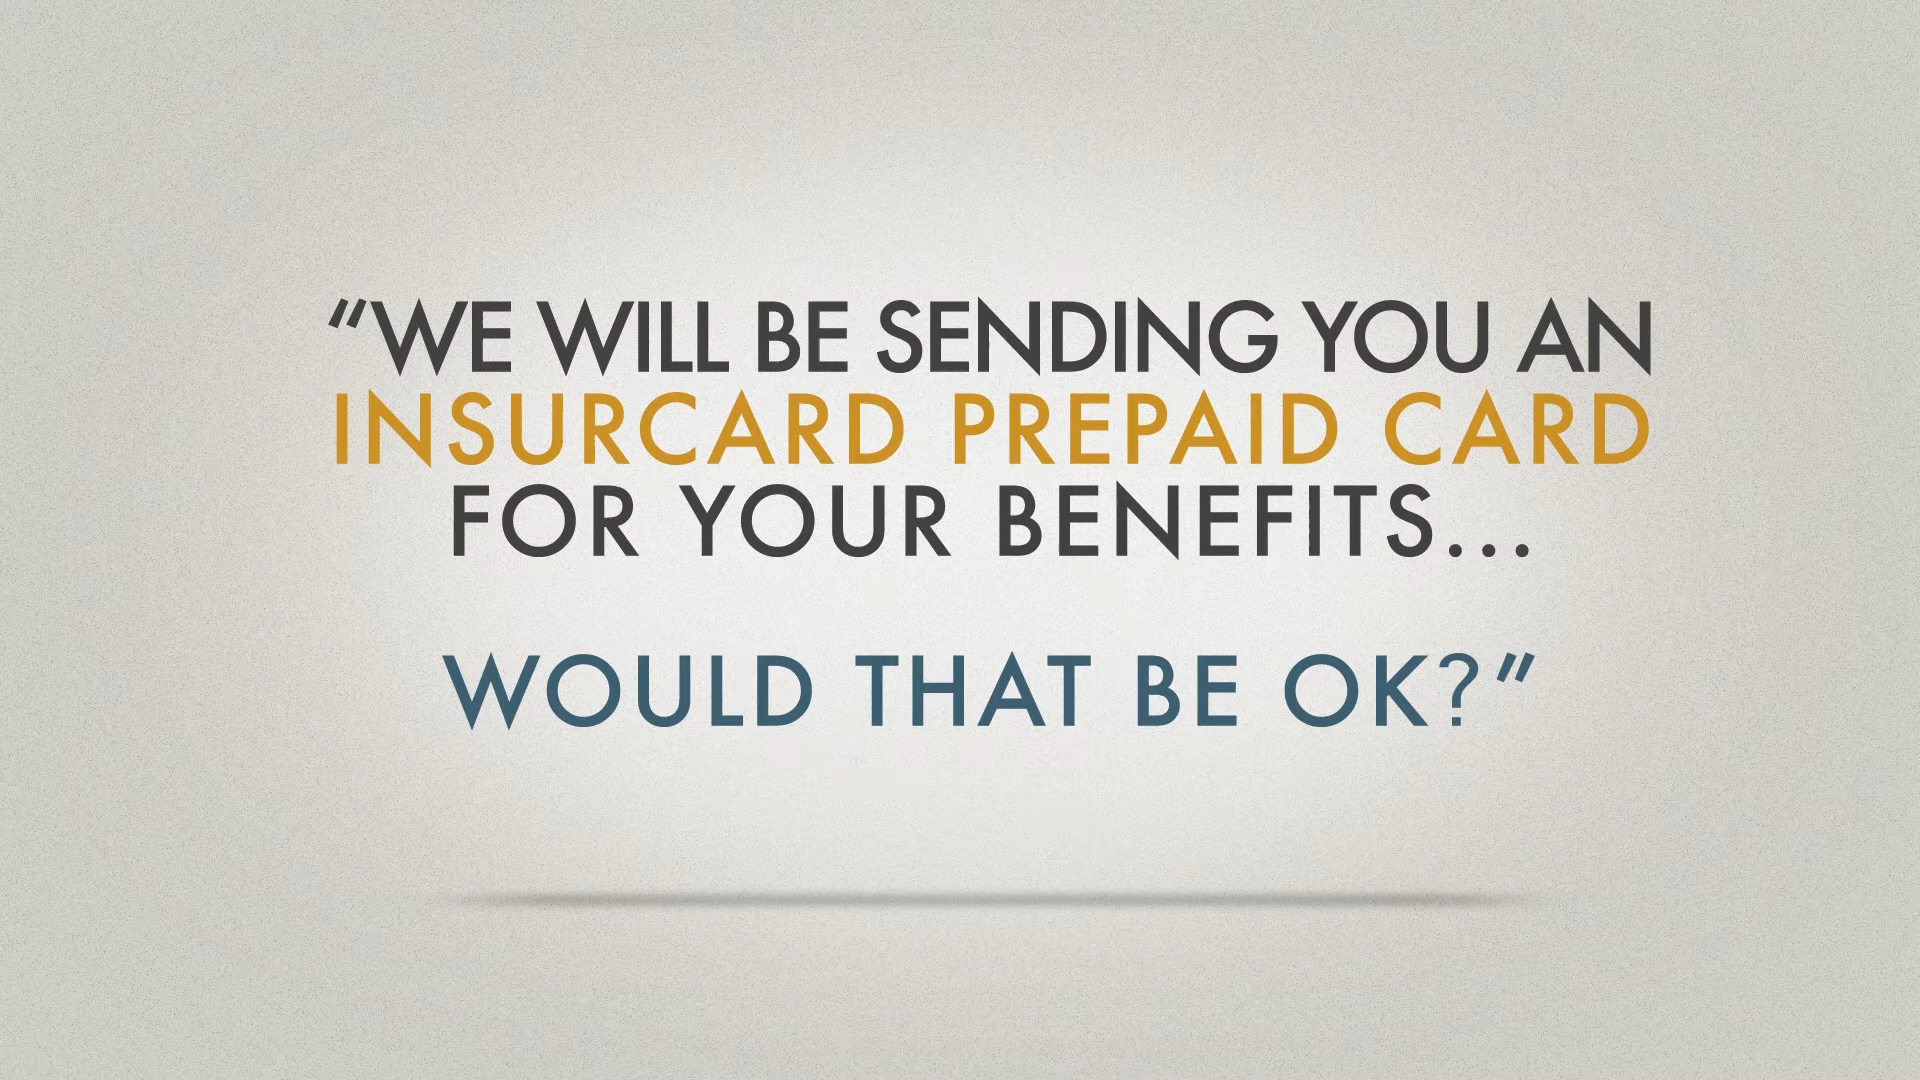 "WE WILL BE SENDING YOU AN
INSURCARD PREPAID CARD
FOR YOUR BENEFITS...
WOULD THAT BE OK?"